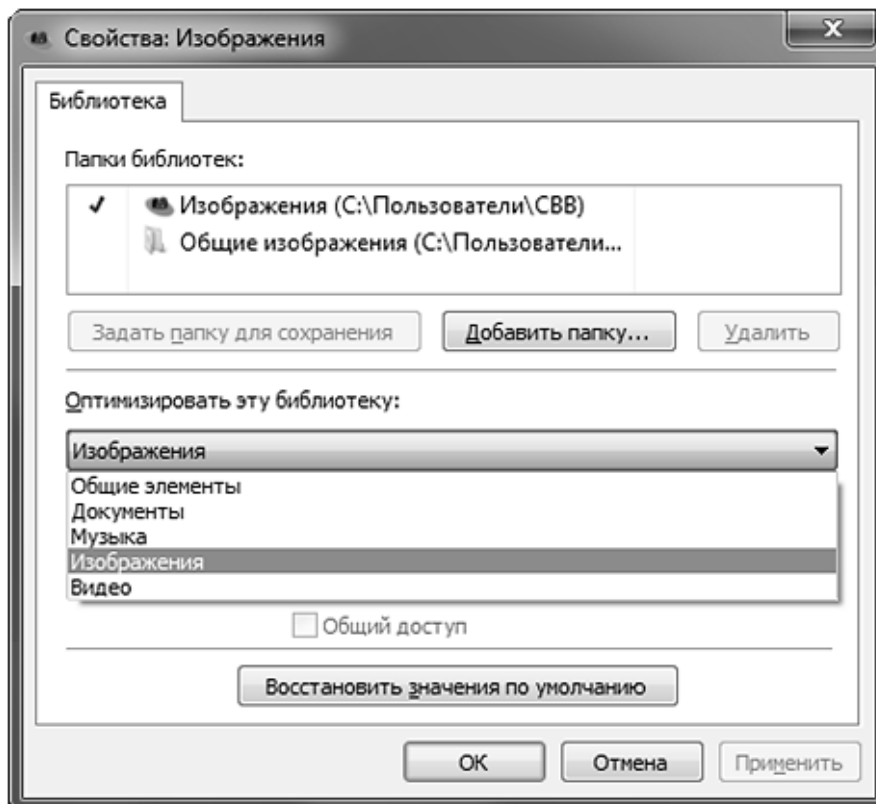 Свойства: Изображения
Библиотека
Папки библиотек:
Изображения (C:\Пользователи\СВВ)
Общие изображения (C:\Пользователи...
Задать папку для сохранения Добавить папку... Удалить
Оптимизировать эту библиотеку:
Изображения
Общие элементы
Документы
Музыка
Изображения
Видео
Общий доступ
Восстановить значения по умолчанию
ОК Отмена Применить